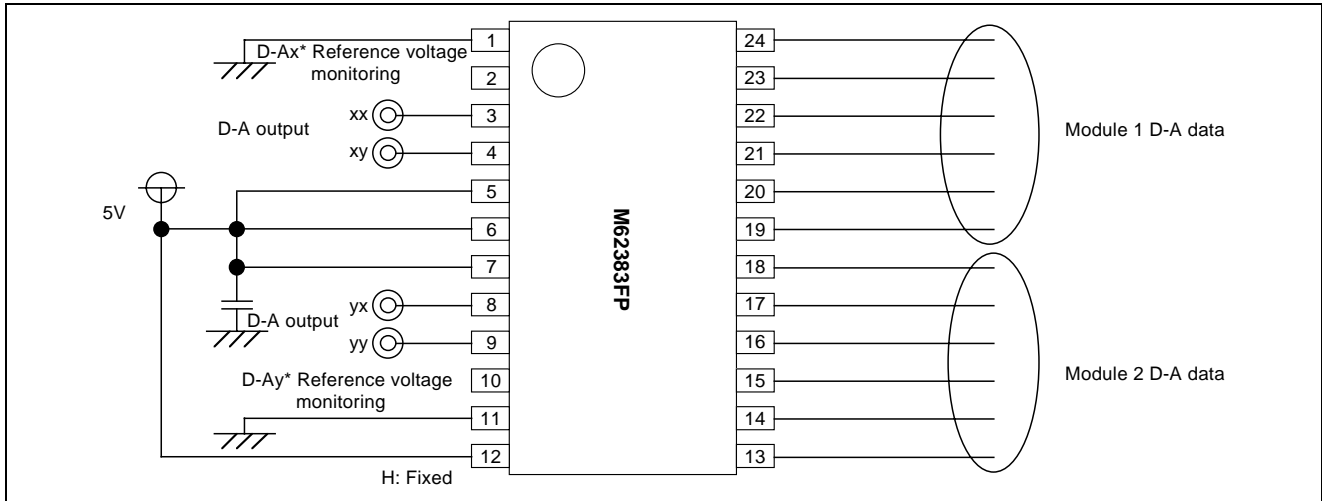 D-Ax* Reference voltage
monitoring
xx
D-A output
xy
5V
yx
D-A output
yy
D-Ay* Reference voltage
monitoring
H: Fixed
1
2
3
4
5
6
7
8
9
10
11
12
M62383FP
24
23
22
21
20
19
18
17
16
15
14
13
Module 1 D-A data
Module 2 D-A data